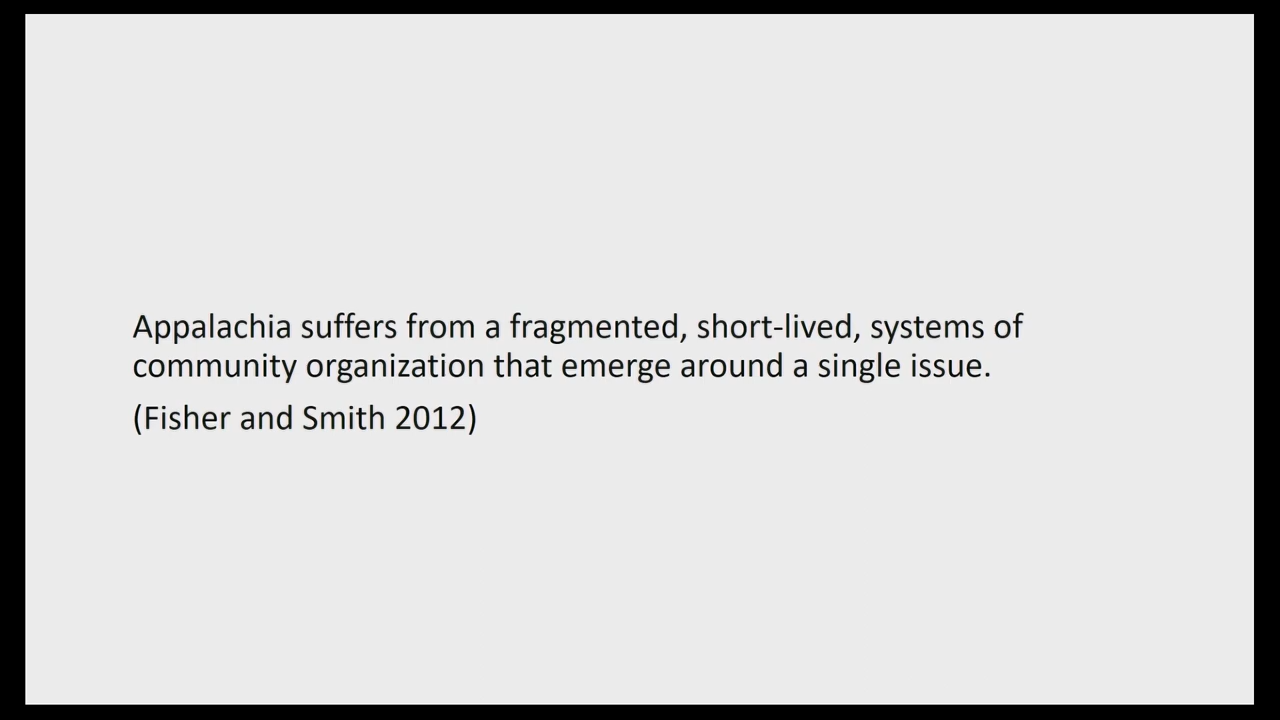 Appalachia suffers from a fragmented, short-lived, systems of
community organization that emerge around a single issue.
(Fisher and Smith 2012)